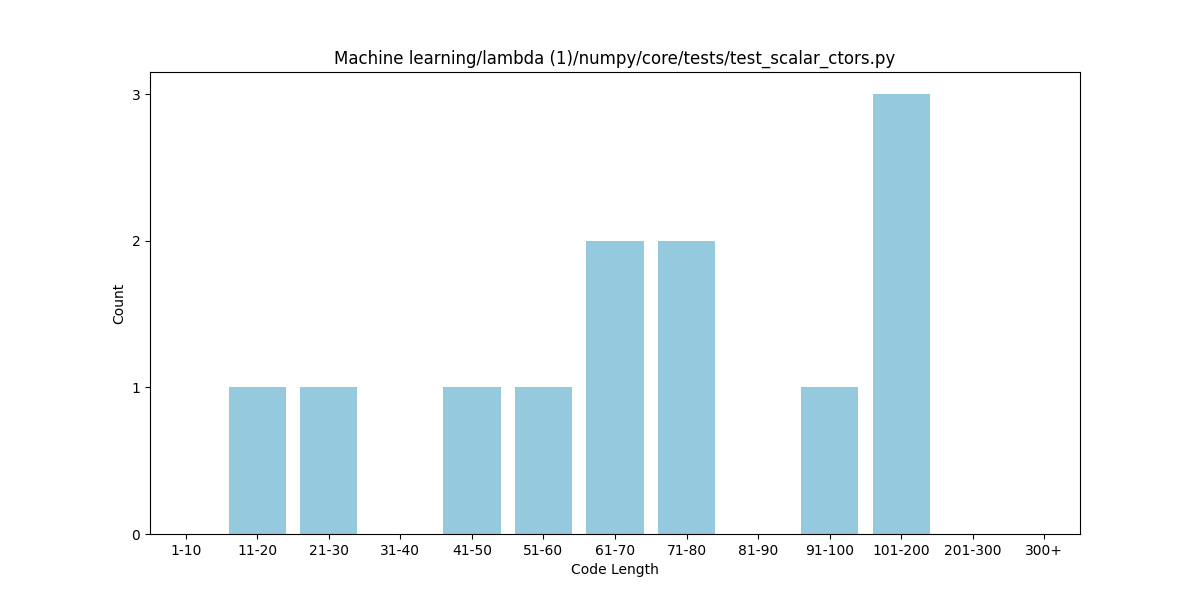 Machine learning/lambda (1)/numpy/core/tests/test_scalar_ctors.py
3
2
1
0
Count
1-10 11-20 21-30 31-40 41-50 51-60 61-70 71-80 81-90 91-100 101-200 201-300 300+
Code Length